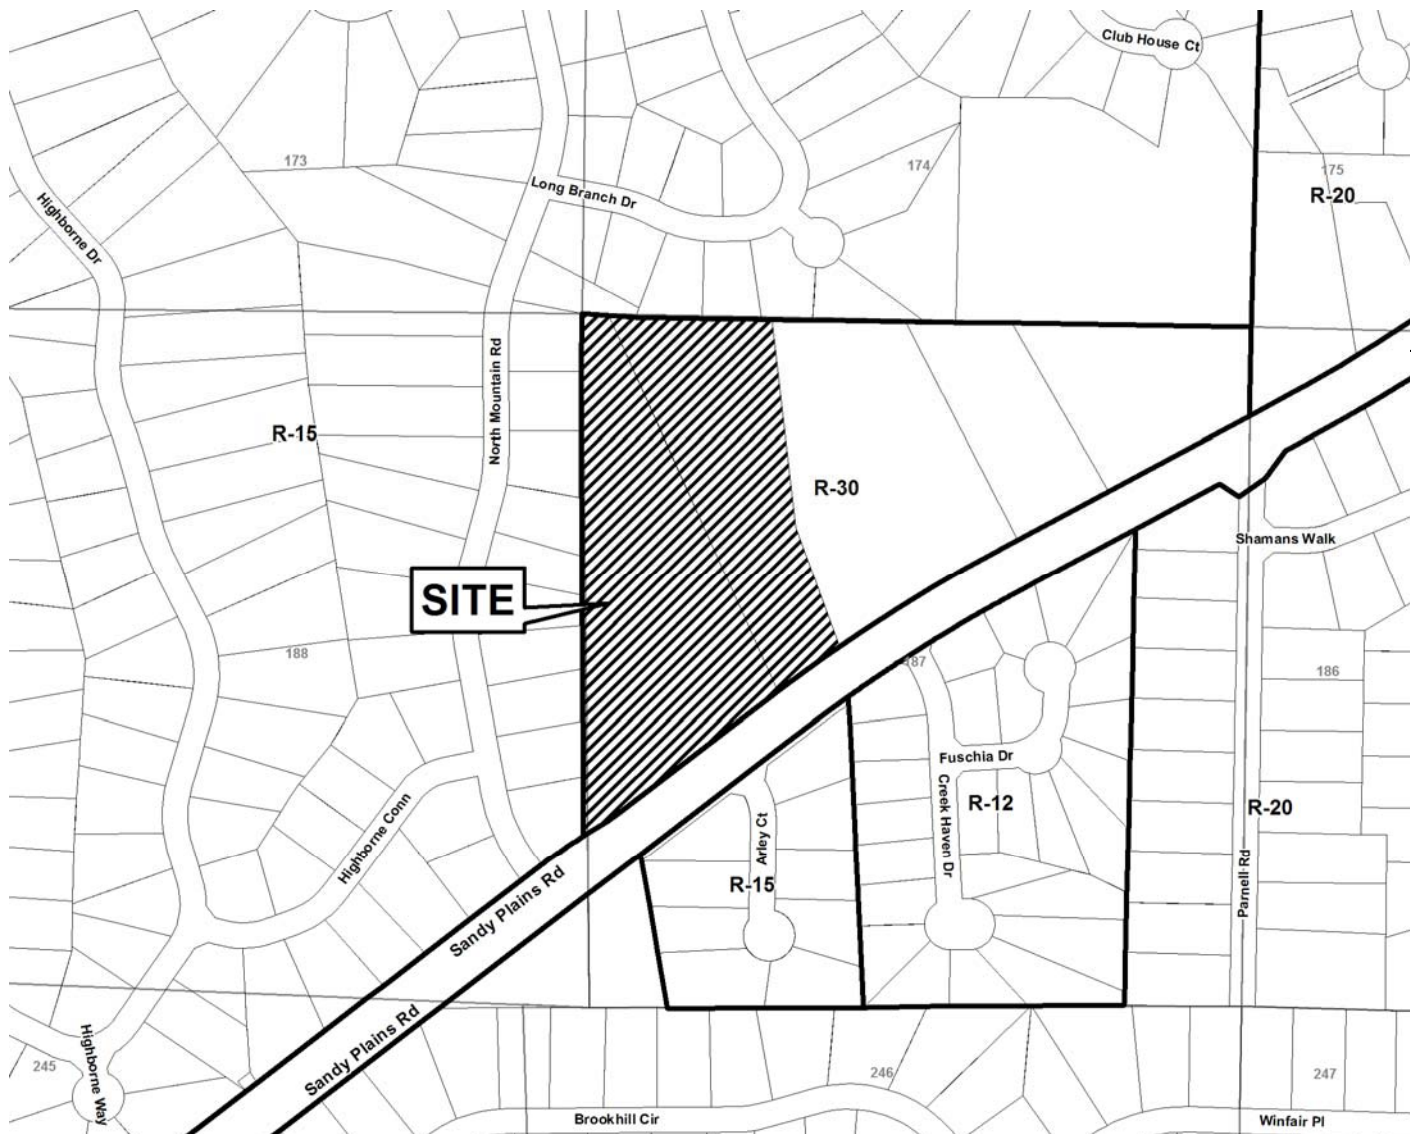 Club House Ct
173
174
175
R-20
Long Branch Dr
Highborne Dr
North Mountain Rd
R-15
R-30
Shamans Walk
SITE
188
187
186
Fuschia Dr
R-12
Creek Haven Dr
R-20
Highborne Conn
Arley Ct
R-15
Parnell Rd
Sandy Plains Rd
Sandy Plains Rd
Highborne Way
245
246
247
Brookhill Cir
Winfair Pl